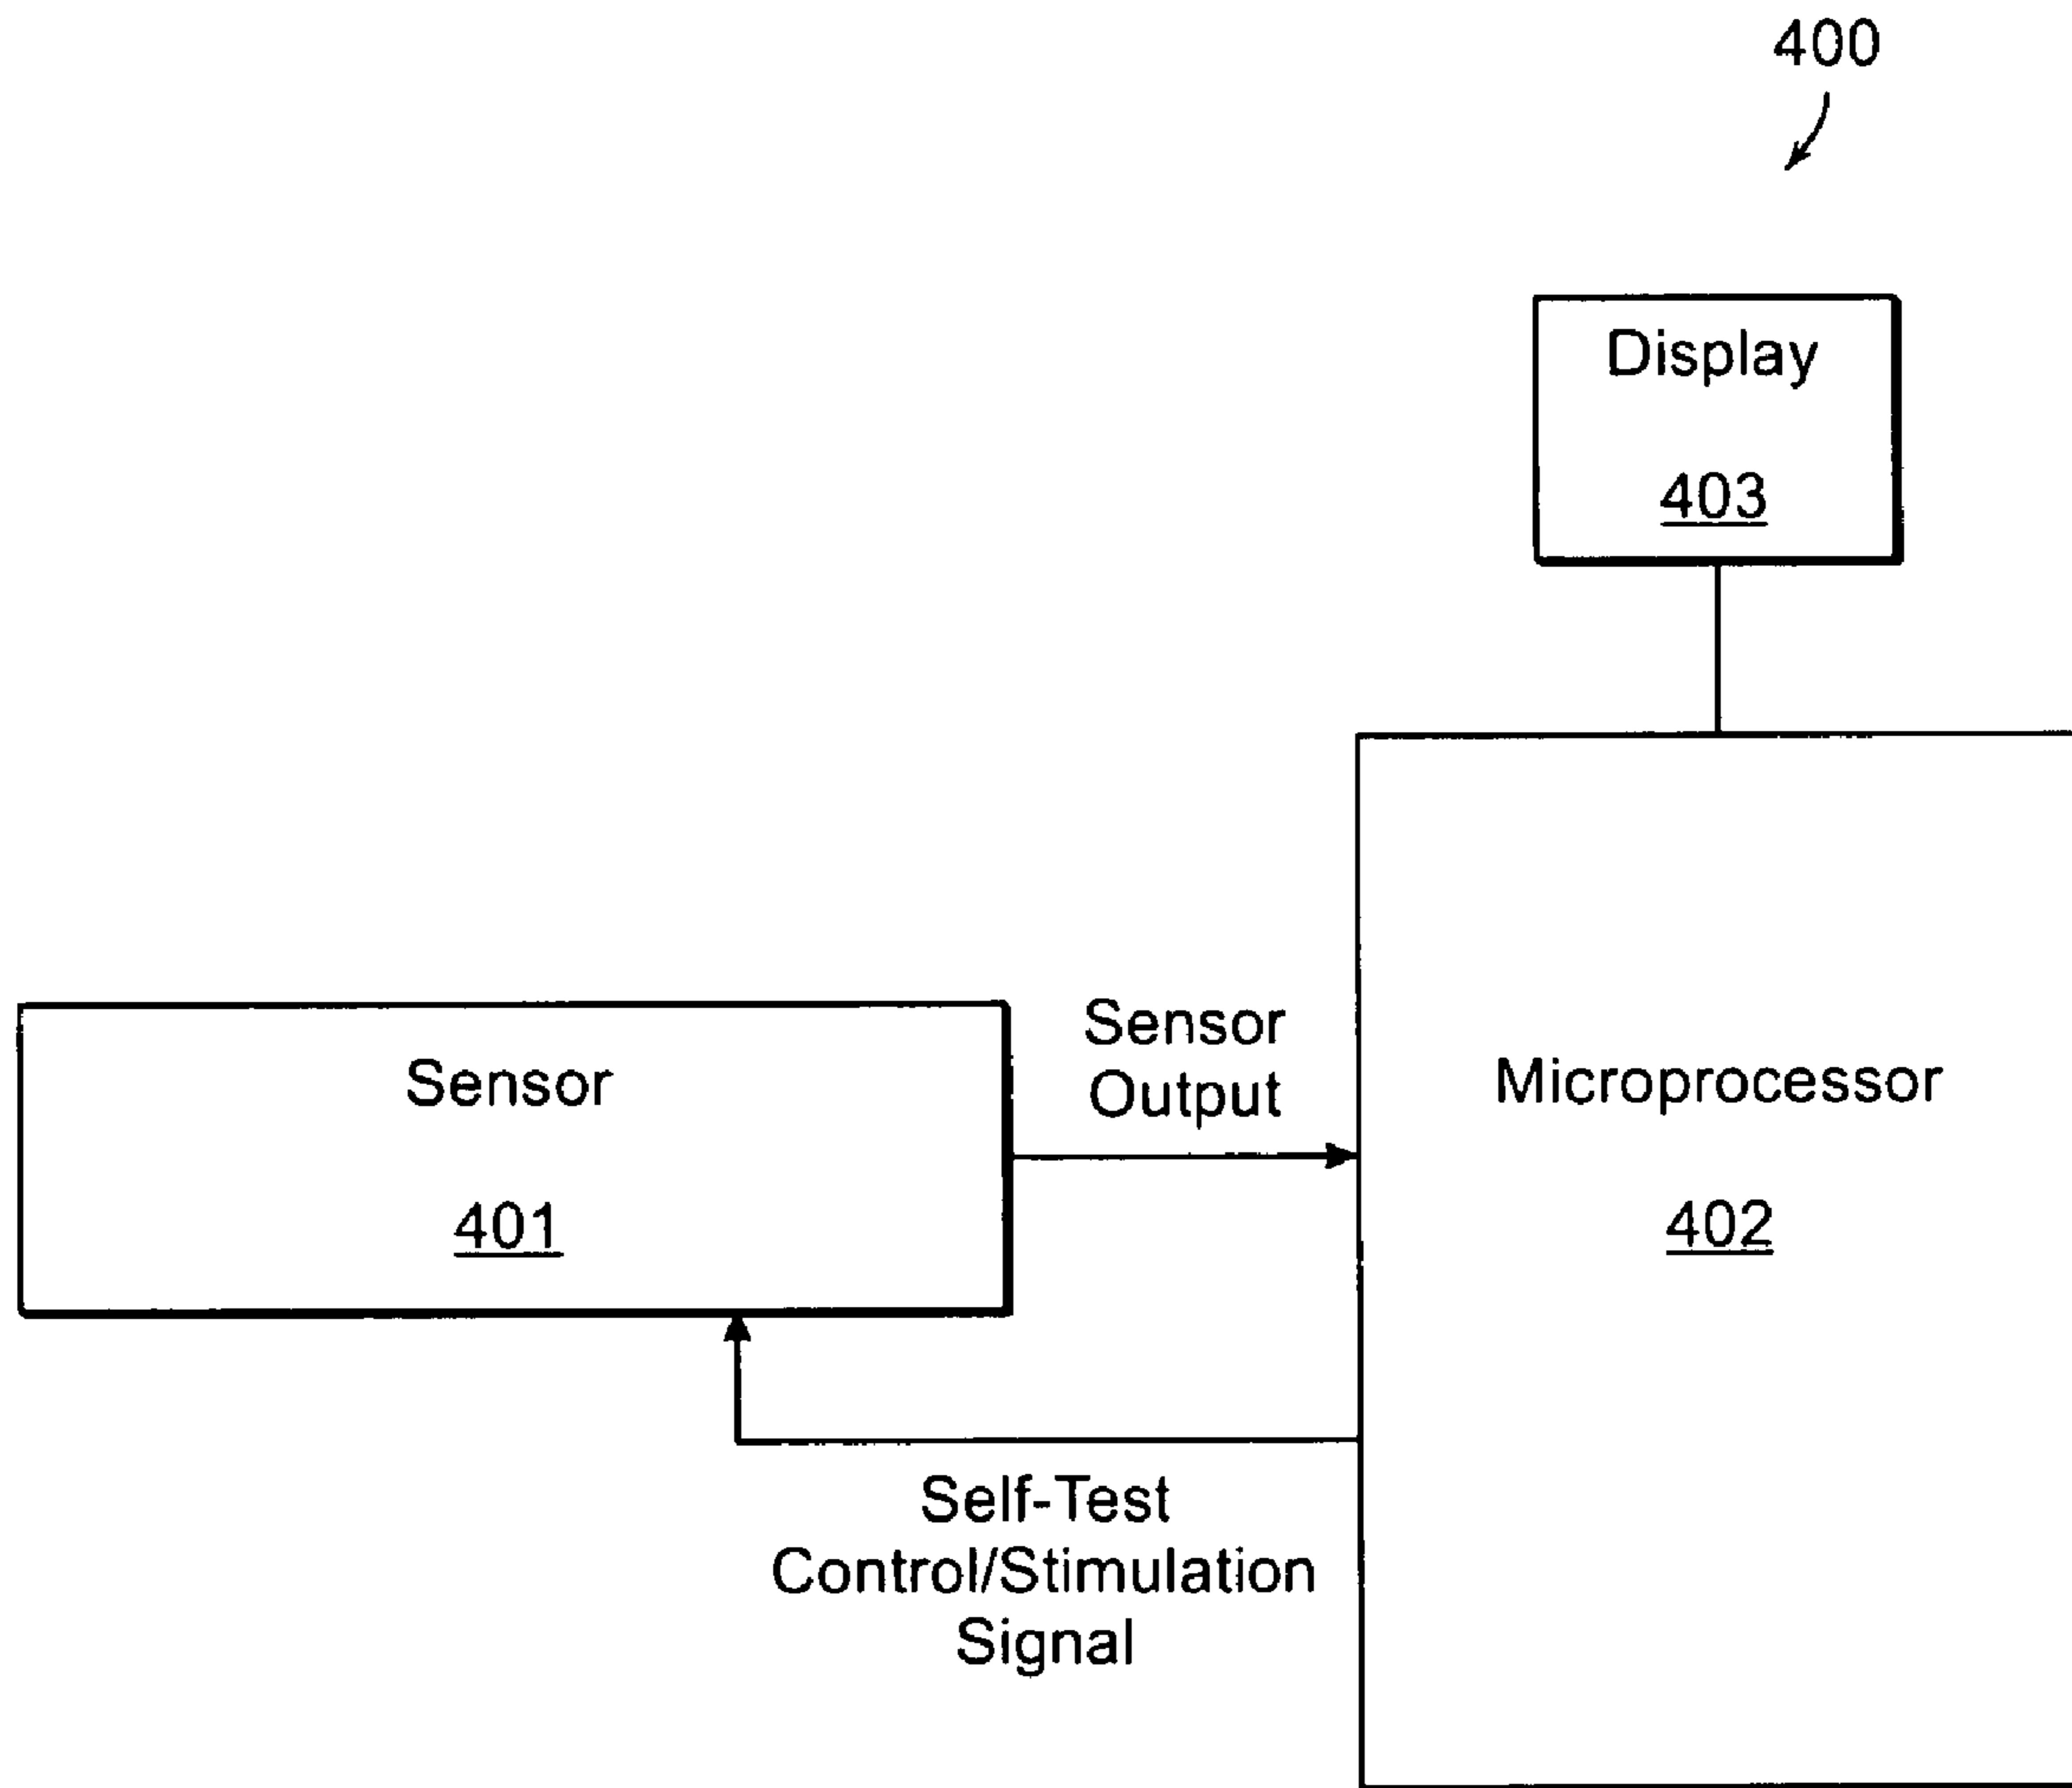 400
Display
403
Sensor
401
Sensor
Output
Microprocessor
402
Self-Test
Control/Stimulation
Signal